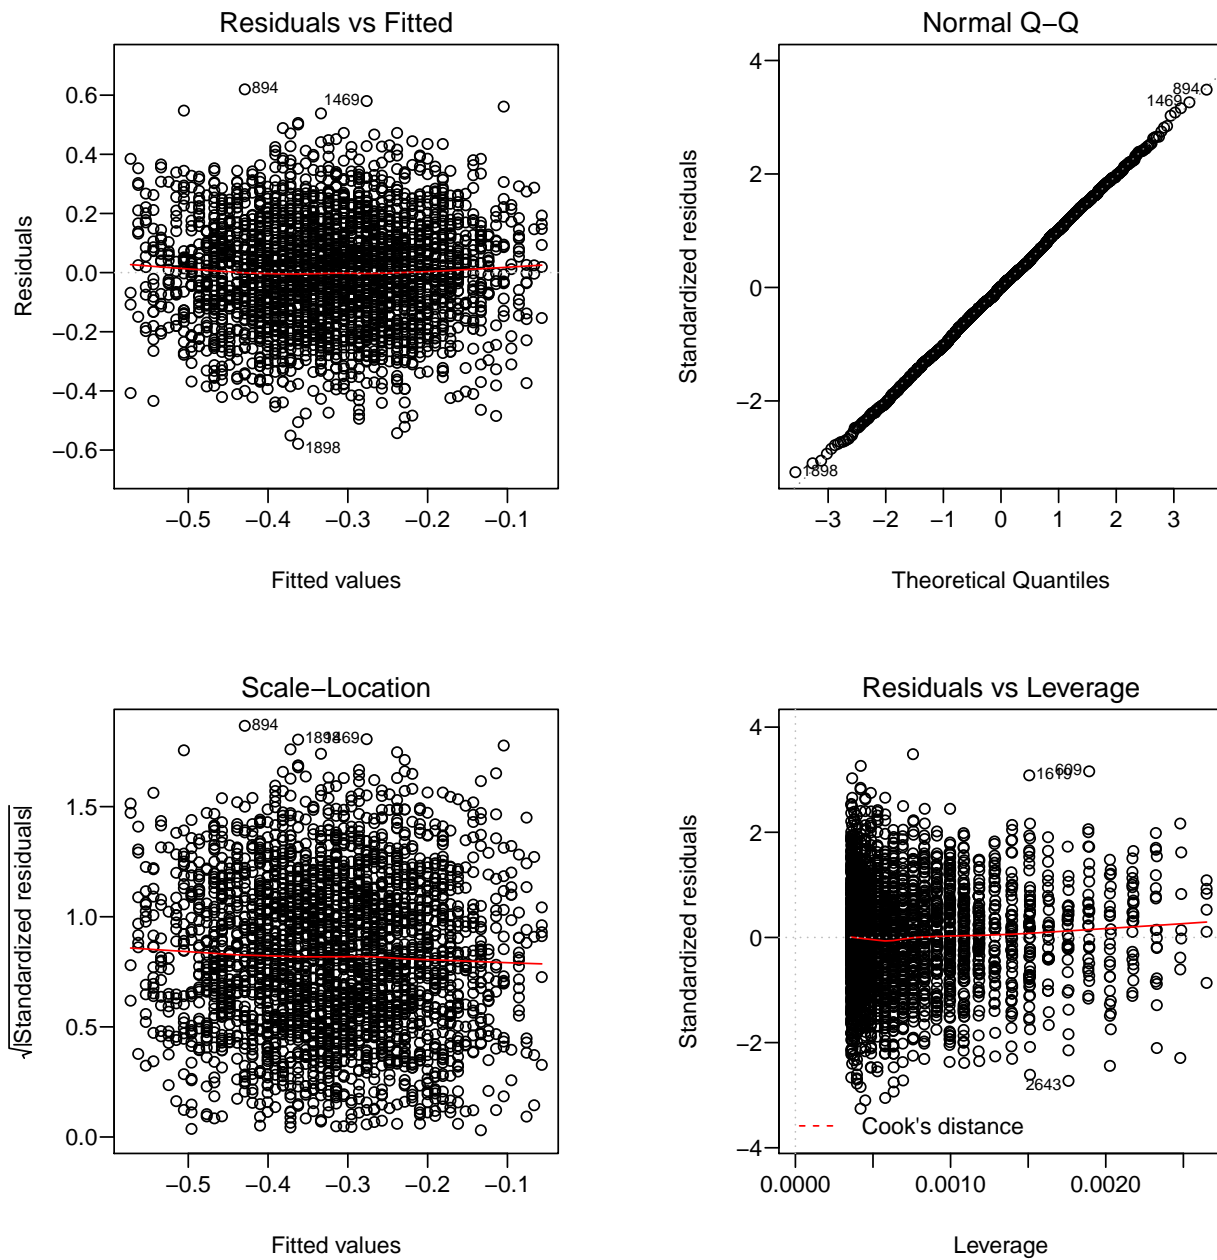 Residuals vs Fitted
Residuals
0.6
0.4
0.2
0.0
−0.2
−0.4
−0.6
894
1469
1898
−0.5 −0.4 −0.3 −0.2 −0.1
Fitted values
Normal Q−Q
Standardized residuals
4
2
0
−2
894
1469
1898
−3 −2 −1 0 1 2 3
Theoretical Quantiles
Scale−Location
√|Standardized residuals|
1.5
1.0
0.5
0.0
894
1898
1469
−0.5 −0.4 −0.3 −0.2 −0.1
Fitted values
Residuals vs Leverage
Standardized residuals
4
2
0
−2
−4
1619
609
2643
Cook's distance
0.0000 0.0010 0.0020
Leverage